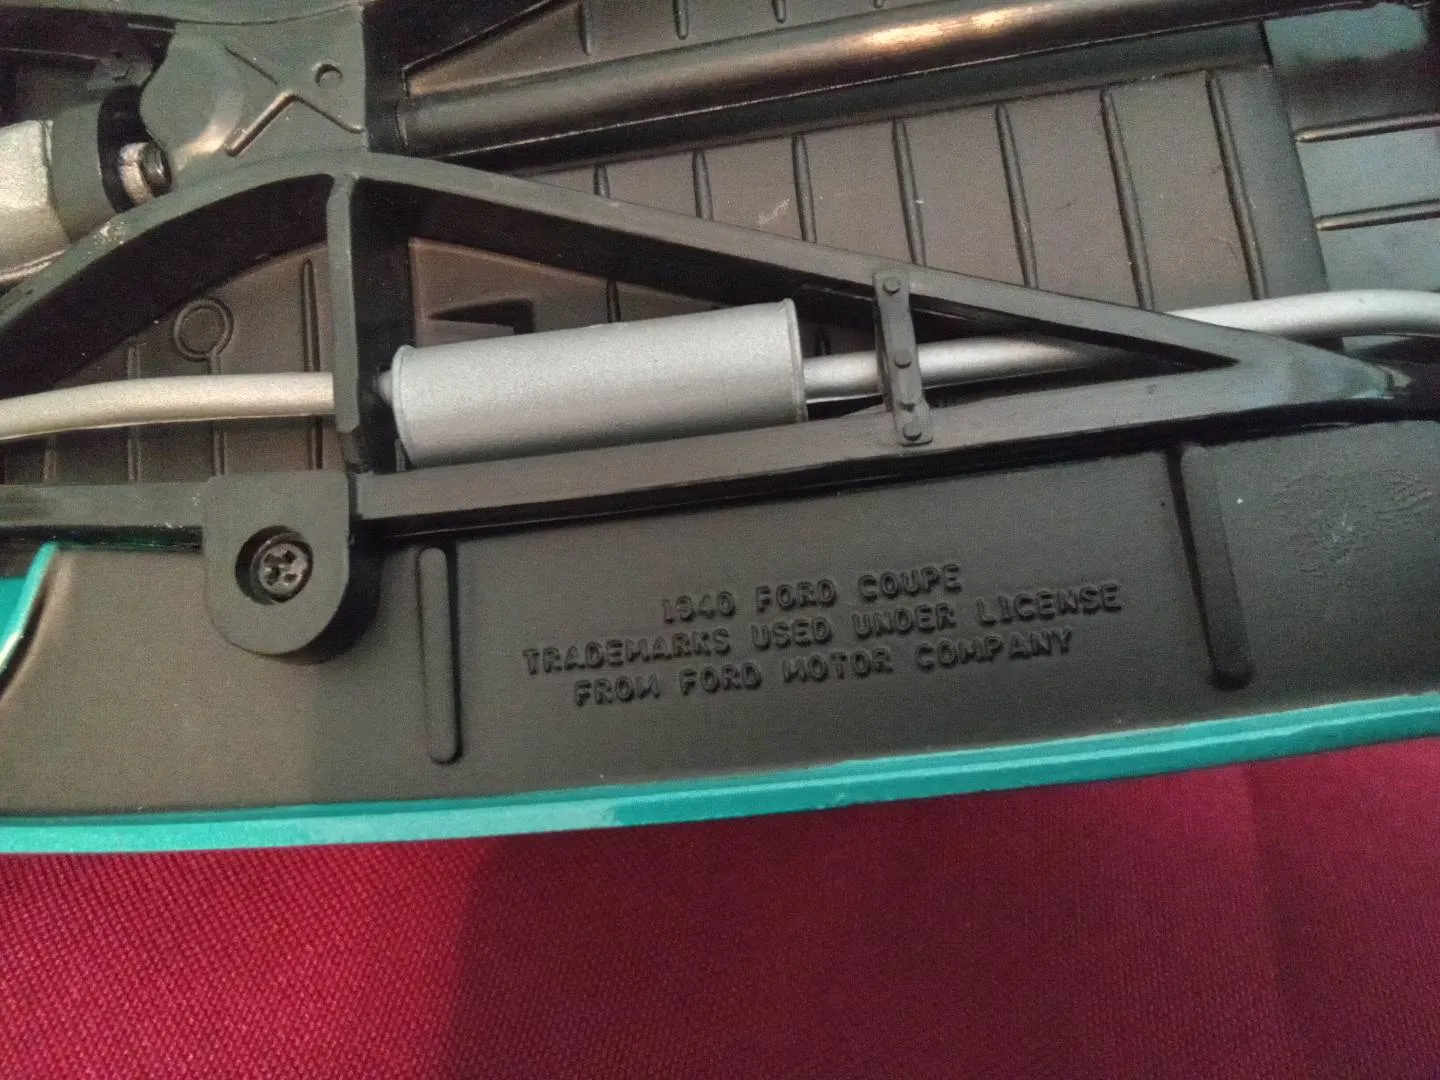 1940 FORD COUPE
TRADEMARKS USED UNDER LICENSE
FROM FORD MOTOR COMPANY